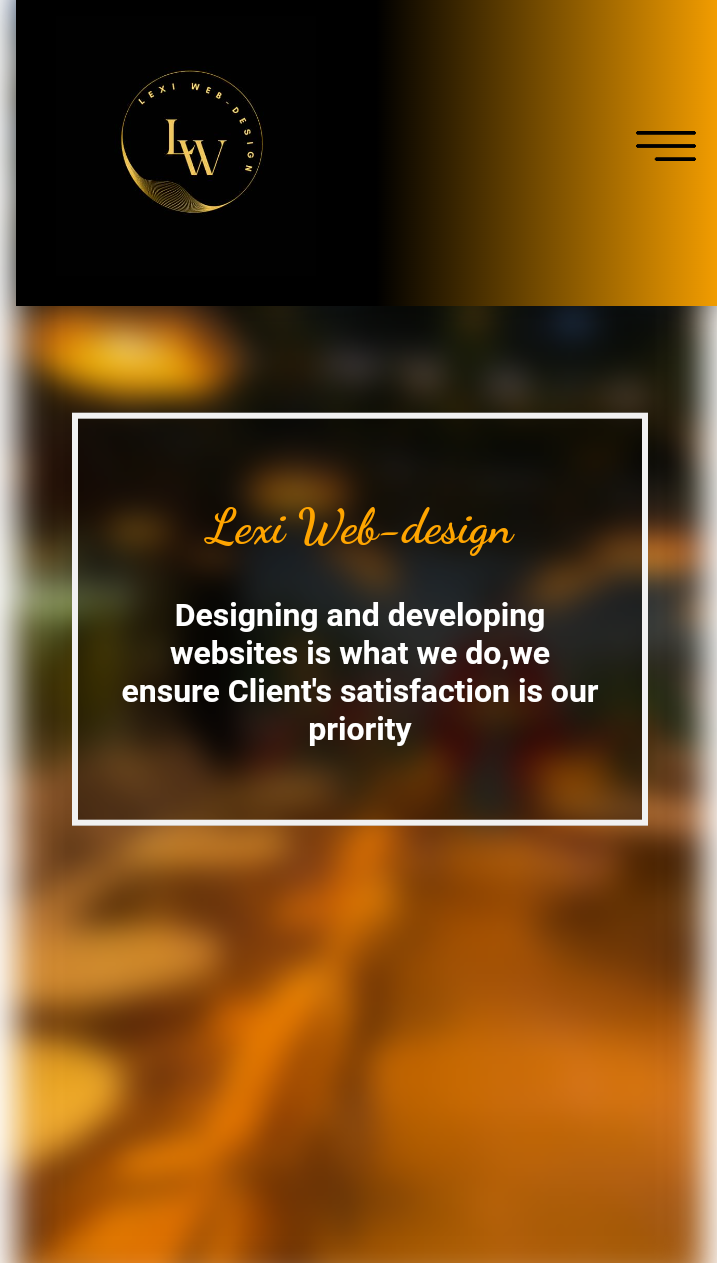 LEXI WEB-DESIGN
LW
Lexi Web-design
Designing and developing
websites is what we do,we
ensure Client's satisfaction is our
priority